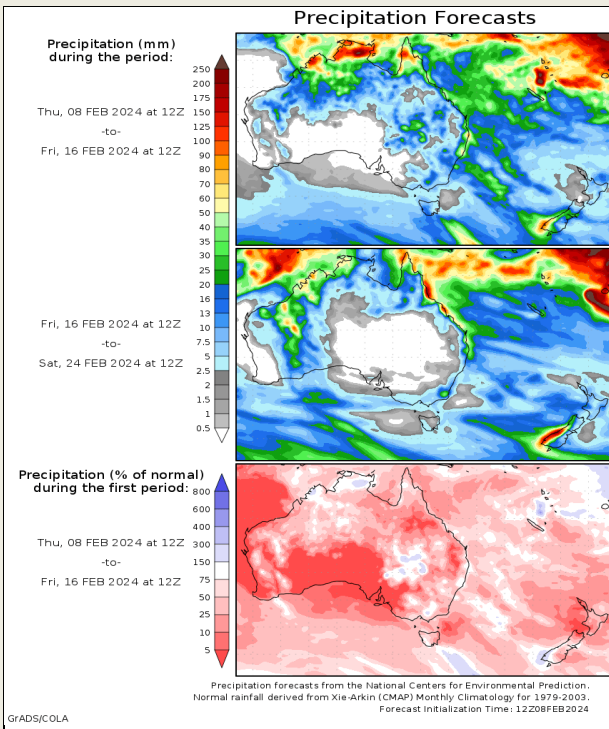 Precipitation Forecasts
Precipitation (mm)
during the period:
Thu, 08 FEB 2024 at 12Z
-to-
Fri, 16 FEB 2024 at 12Z
250
200
175
150
125
100
90
80
70
60
50
40
35
30
25
20
16
13
10
7.5
5
2.5
2
1.5
1
0.5
Fri, 16 FEB 2024 at 12Z
-to-
Sat, 24 FEB 2024 at 12Z
Precipitation (% of normal)
during the first period:
Thu, 08 FEB 2024 at 12Z
-to-
Fri, 16 FEB 2024 at 12Z
800
600
400
300
150
75
50
25
10
5
Precipitation forecasts from the National Centers for Environmental Prediction.
Normal rainfall derived from Xie-Arkin (CMAP) Monthly Climatology for 1979-2003.
Forecast Initialization Time: 12Z08FEB2024
GrADS/COLA